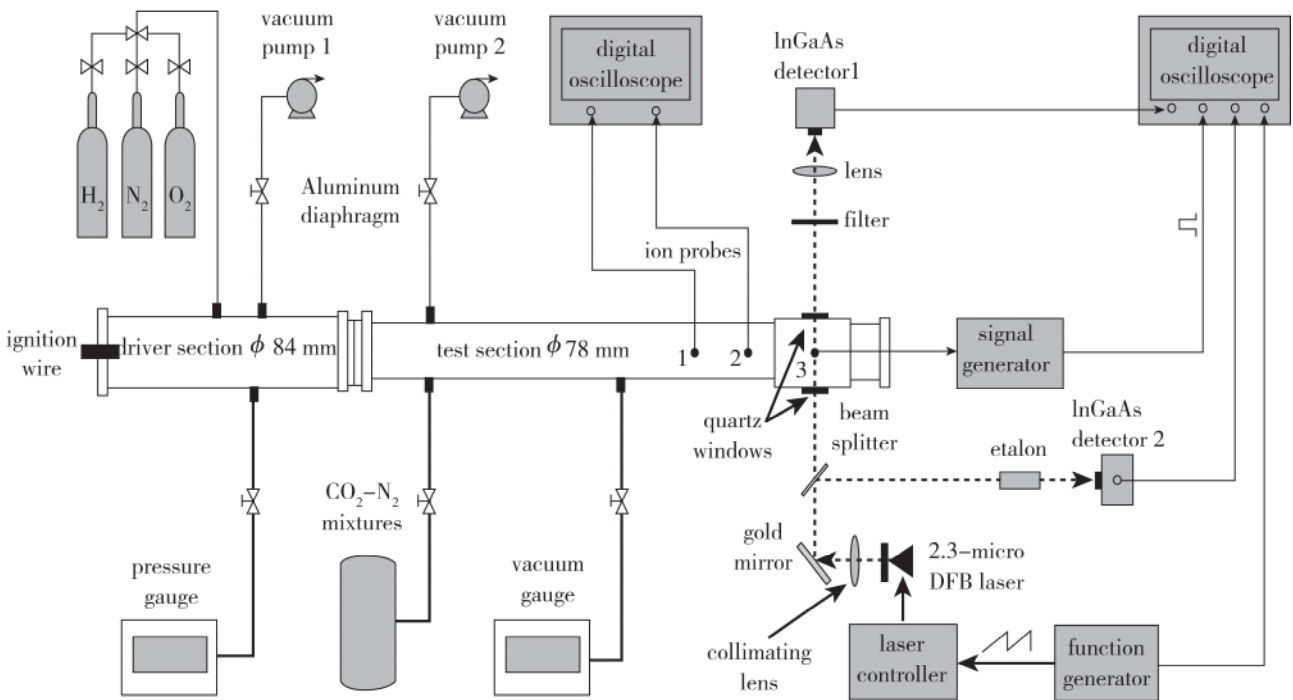 vacuum
pump 1
vacuum
pump 2
digital
oscilloscope
lnGaAs
detector1
digital
oscilloscope
H₂
N₂
O₂
Aluminum
diaphragm
lens
filter
ion probes
ignition
wire
driver section ϕ 84 mm
test section ϕ 78 mm
1
2
3
signal
generator
quartz
windows
beam
splitter
lnGaAs
detector 2
etalon
CO₂–N₂
mixtures
gold
mirror
2.3–micro
DFB laser
pressure
gauge
vacuum
gauge
collimating
lens
laser
controller
function
generator